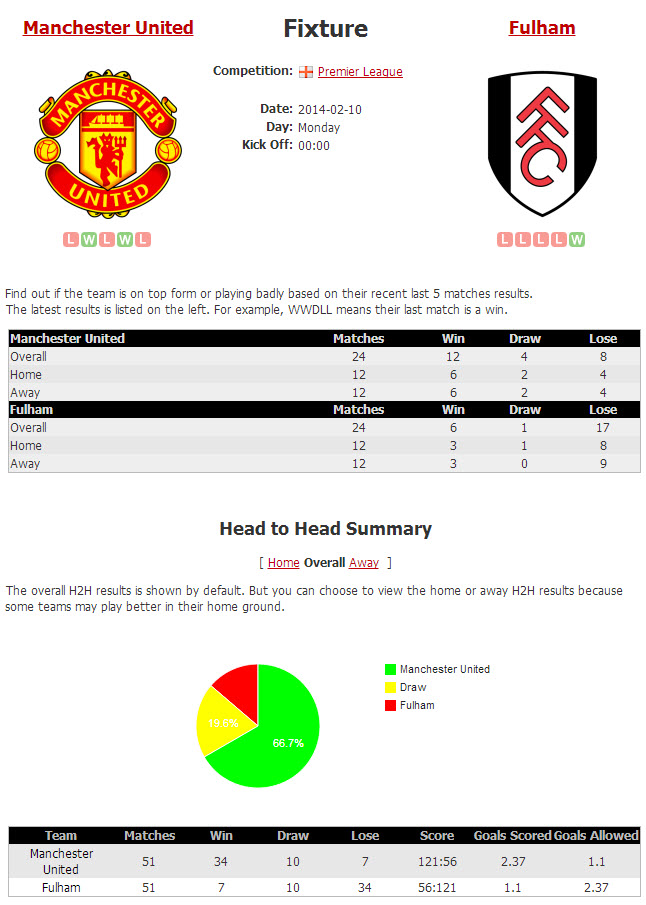 Manchester United
Fixture
Fulham
Competition: Premier League
Date: 2014-02-10
Day: Monday
Kick Off: 00:00
MANCHESTER
UNITED
FFC
L W L W L
L L L L W
Find out if the team is on top form or playing badly based on their recent last 5 matches results.
The latest results is listed on the left. For example, WWDLL means their last match is a win.
Manchester United Matches Win Draw Lose
Overall 24 12 4 8
Home 12 6 2 4
Away 12 6 2 4
Fulham Matches Win Draw Lose
Overall 24 6 1 17
Home 12 3 1 8
Away 12 3 0 9
Head to Head Summary
[ Home Overall Away ]
The overall H2H results is shown by default. But you can choose to view the home or away H2H results because
some teams may play better in their home ground.
Manchester United
Draw
Fulham
19.6%
66.7%
Team Matches Win Draw Lose Score Goals Scored Goals Allowed
Manchester
United 51 34 10 7 121:56 2.37 1.1
Fulham 51 7 10 34 56:121 1.1 2.37